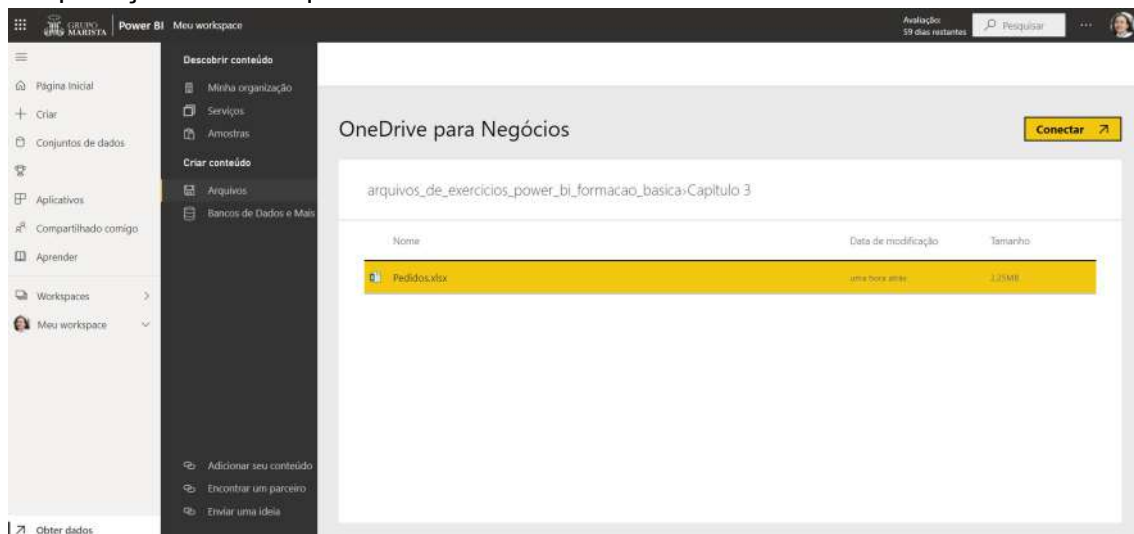 GRUPO MARISTA Power BI Meu workspace
Avaliação:
59 dias restantes
Pesquisar
Página Inicial
Criar
Conjuntos de dados
Aplicativos
Compartilhado comigo
Aprender
Workspaces
Meu workspace
Obter dados
Descobrir conteúdo
Minha organização
Serviços
Amostras
Criar conteúdo
Arquivos
Bancos de Dados e Mais
Adicionar seu conteúdo
Encontrar um parceiro
Enviar uma ideia
OneDrive para Negócios
Conectar
arquivos_de_exercicios_power_bi_formacao_basica›Capítulo 3
Nome Data de modificação Tamanho
Pedidos.xlsx uma hora atrás